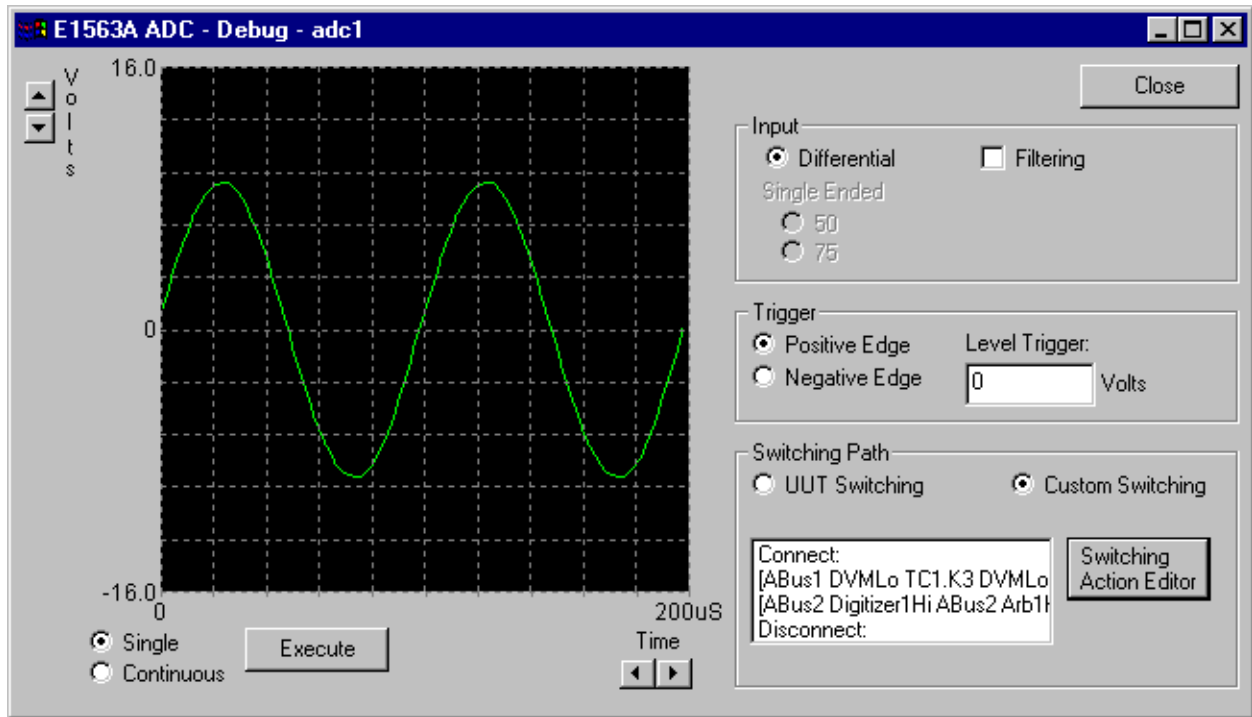 E1563A ADC - Debug - adc1
Volts
16.0
0
-16.0
0
200uS
Single
Continuous
Execute
Time
Close
Input
Differential
Filtering
Single Ended
50
75
Trigger
Positive Edge
Level Trigger:
Negative Edge
0
Volts
Switching Path
UUT Switching
Custom Switching
Connect:
[ABus1 DVMLo TC1.K3 DVMLo
[ABus2 Digitizer1Hi ABus2 Arb1
Disconnect:
Switching
Action Editor